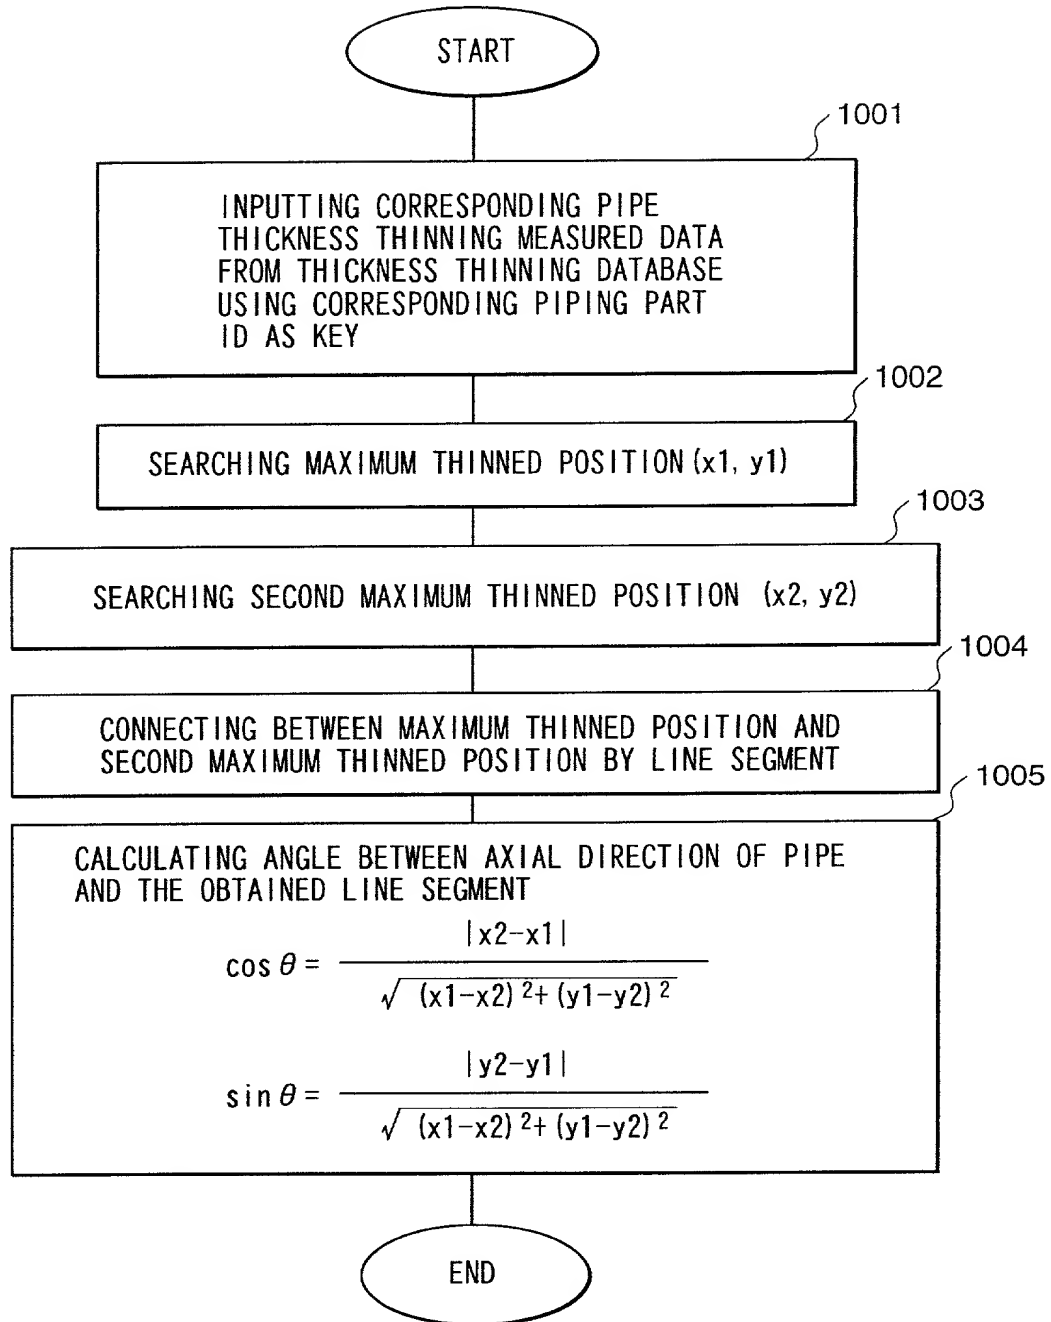 START
1001
INPUTTING CORRESPONDING PIPE
THICKNESS THINNING MEASURED DATA
FROM THICKNESS THINNING DATABASE
USING CORRESPONDING PIPING PART
ID AS KEY
1002
SEARCHING MAXIMUM THINNED POSITION (x1, y1)
1003
SEARCHING SECOND MAXIMUM THINNED POSITION (x2, y2)
1004
CONNECTING BETWEEN MAXIMUM THINNED POSITION AND
SECOND MAXIMUM THINNED POSITION BY LINE SEGMENT
1005
CALCULATING ANGLE BETWEEN AXIAL DIRECTION OF PIPE
AND THE OBTAINED LINE SEGMENT
|x2-x1|
cos θ =
√(x1-x2)²+(y1-y2)²
|y2-y1|
sin θ =
√(x1-x2)²+(y1-y2)²
END